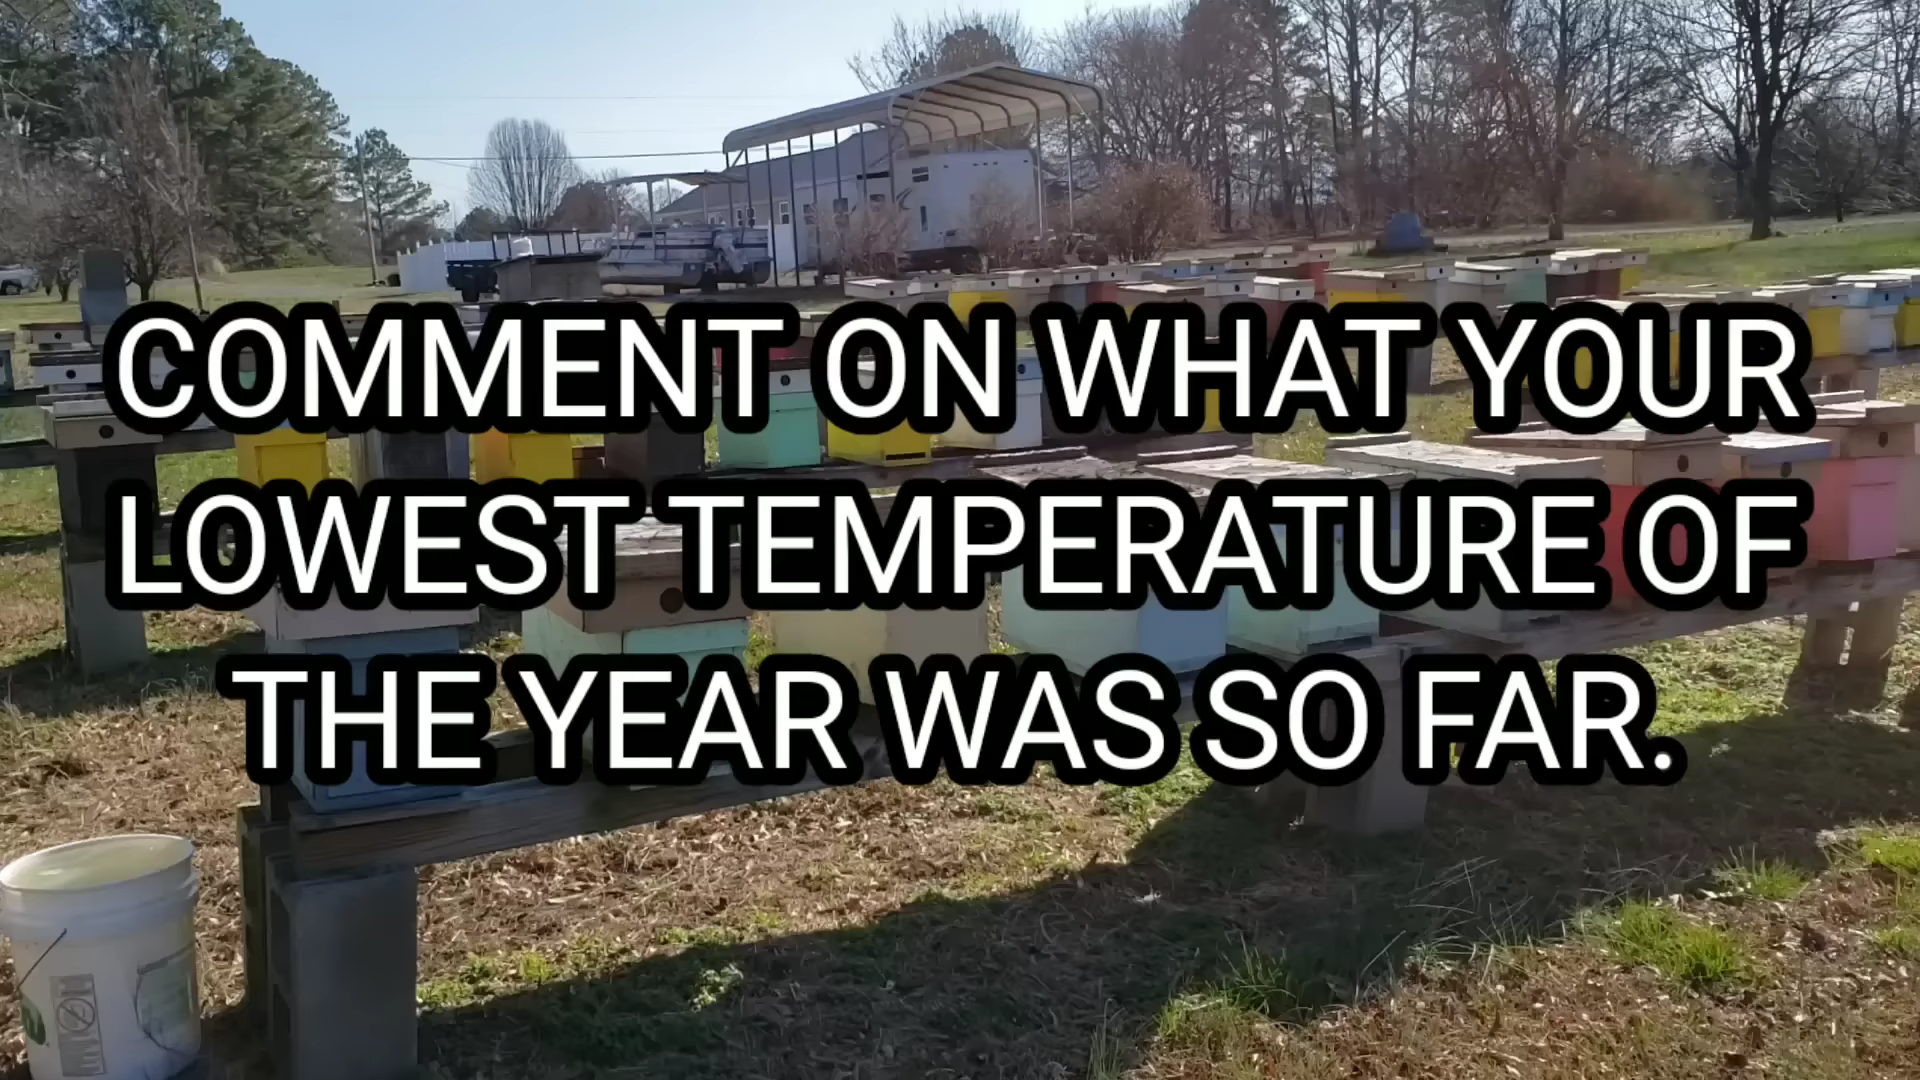 COMMENT ON WHAT YOUR
LOWEST TEMPERATURE OF
THE YEAR WAS SO FAR.